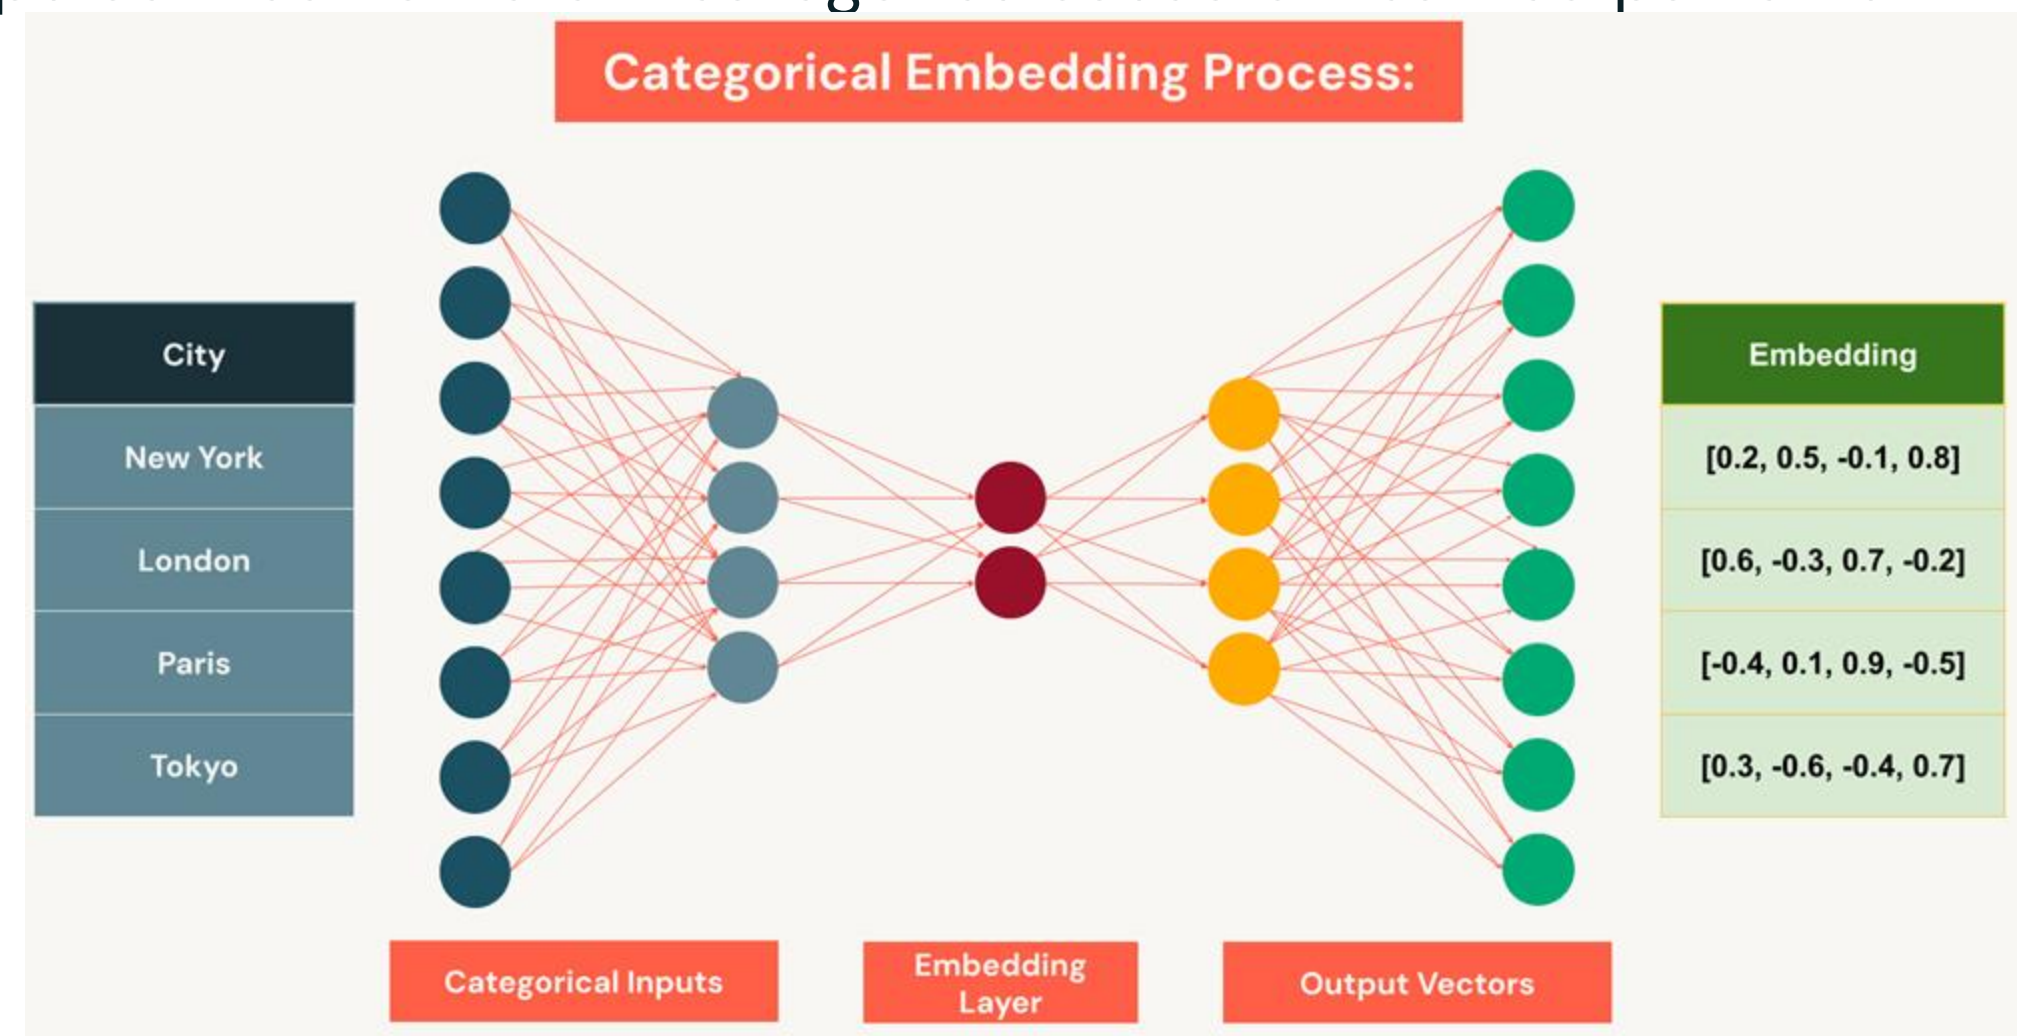 Categorical Embedding Process:
City
New York
London
Paris
Tokyo
Embedding
[0.2, 0.5, -0.1, 0.8]
[0.6, -0.3, 0.7, -0.2]
[-0.4, 0.1, 0.9, -0.5]
[0.3, -0.6, -0.4, 0.7]
Categorical Inputs
Embedding
Layer
Output Vectors